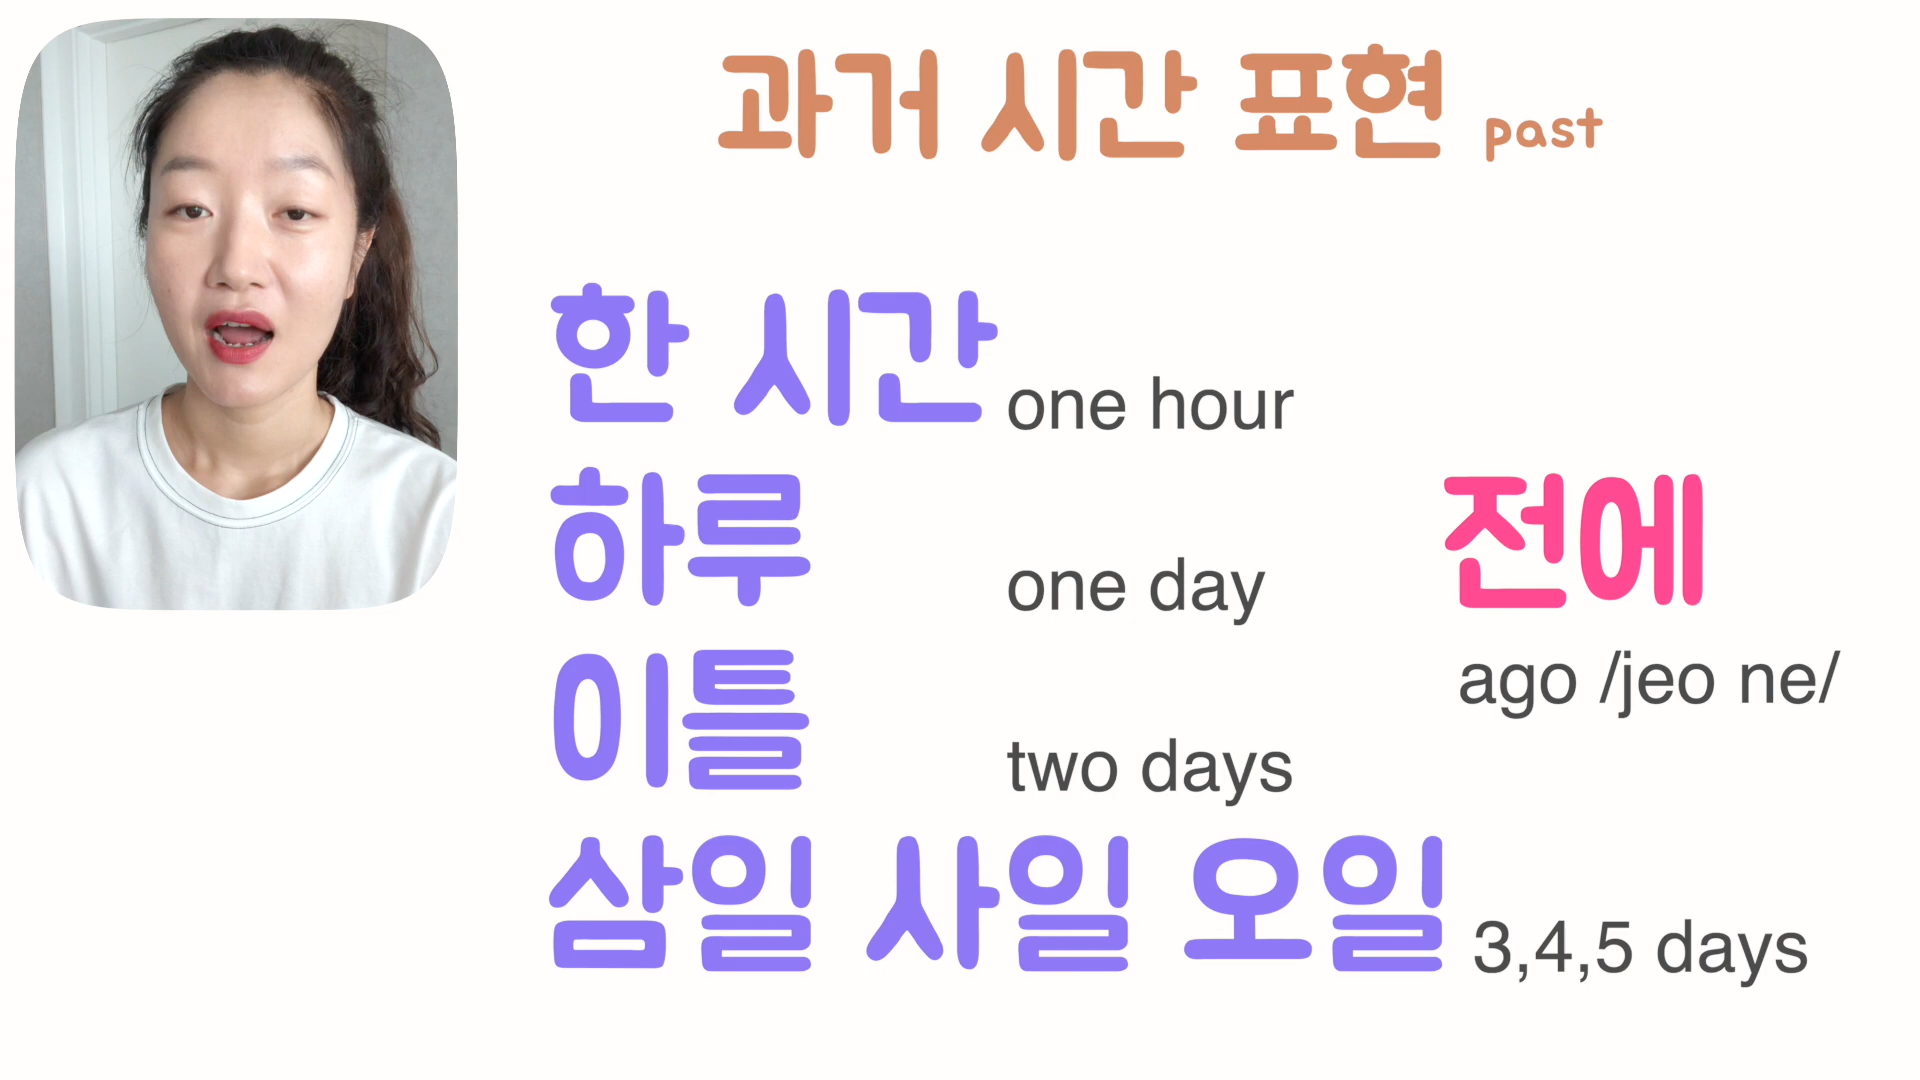 과거 시간 표현 past
한 시간 one hour
하루 one day
전에
이틀 two days
ago /jeo ne/
삼일 사일 오일 3,4,5 days